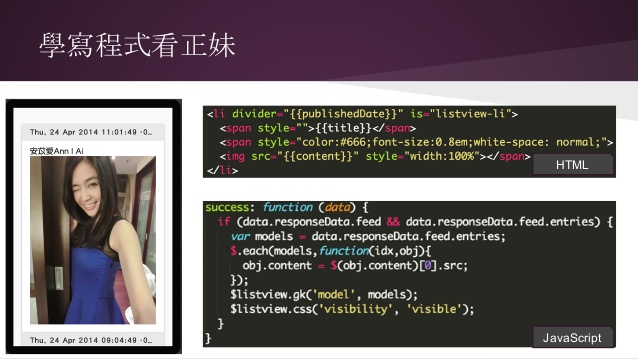 學寫程式看正妹
Thu, 24 Apr 2014 11:01:49 -0...
安苡愛Ann l Ai
Thu, 24 Apr 2014 09:04:49 -0...
<li divider="{{publishedDate}}" is="listview-li">
<span style="">{{title}}</span>
<span style="color:#666;font-size:0.8em;white-space: normal;">
<img src="{{content}}" style="width:100%"></span>
</li>
HTML
success: function (data) {
if (data.responseData.feed && data.responseData.feed.entries) {
var models = data.responseData.feed.entries;
$.each(models,function(idx,obj){
obj.content = $(obj.content)[0].src;
});
$listview.gk('model', models);
$listview.css('visibility', 'visible');
}
}
JavaScript